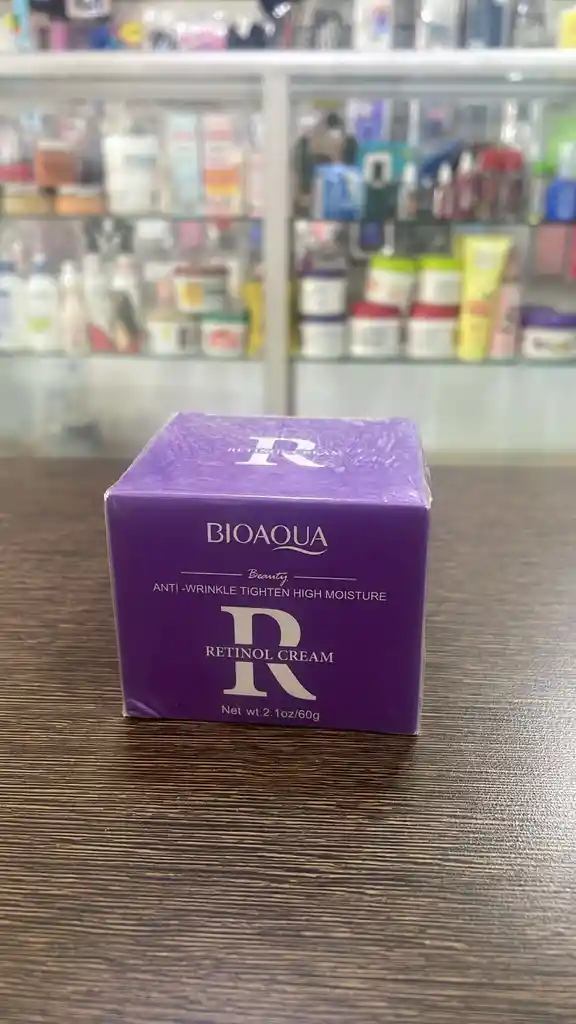 R
RETINOL CREAM
BIOAQUA
Beauty
ANTI -WRINKLE TIGHTEN HIGH MOISTURE
R
RETINOL CREAM
Net wt.2.1oz/60g